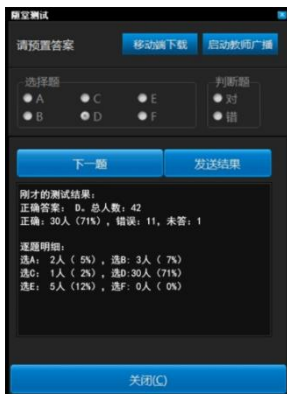 随堂测试
请预置答案
移动端下载
启动教师广播
选择题
判断题
A
C
E
对
B
D
F
错
下一题
发送结果
刚才的测试结果:
正确答案: D。总人数: 42
正确: 30人 (71%), 错误: 11, 未答: 1
逐题明细:
选A: 2人 ( 5%), 选B: 3人 ( 7%)
选C: 1人 ( 2%), 选D:30人 (71%)
选E: 5人 (12%), 选F: 0人 ( 0%)
关闭(C)